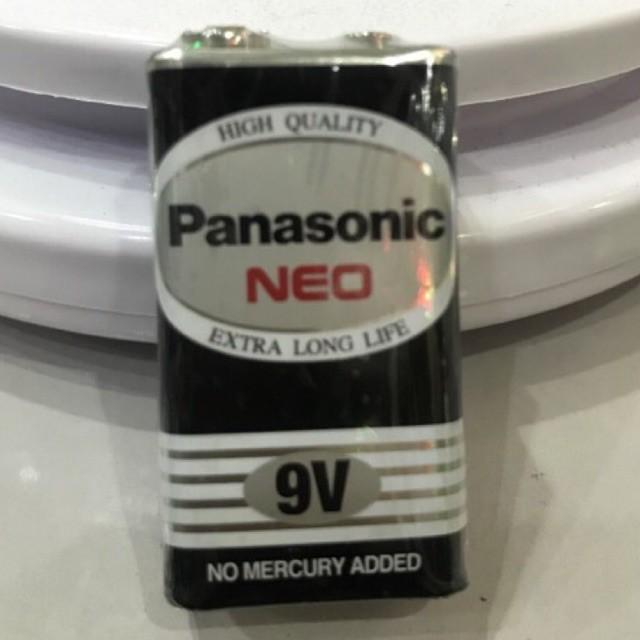 HIGH QUALITY
Panasonic
NEO
EXTRA LONG LIFE
9V
NO MERCURY ADDED